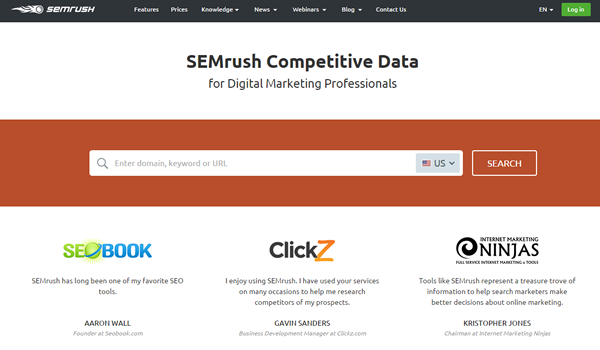 semrush Features Prices Knowledge News Webinars Blog Contact Us EN Log in
SEMrush Competitive Data
for Digital Marketing Professionals
Enter domain, keyword or URL US SEARCH
SEOBOOK ClickZ INTERNET MARKETING
NINJAS
FULL SERVICE INTERNET MARKETING & TOOLS
SEMrush has long been one of my favorite SEO
tools.
I enjoy using SEMrush. I have used your services
on many occasions to help me research
competitors of my prospects.
Tools like SEMrush represent a treasure trove of
information to help search marketers make
better decisions about online marketing.
AARON WALL
Founder at Seobook.com
GAVIN SANDERS
Business Development Manager at Clickz.com
KRISTOPHER JONES
Chairman at Internet Marketing Ninjas